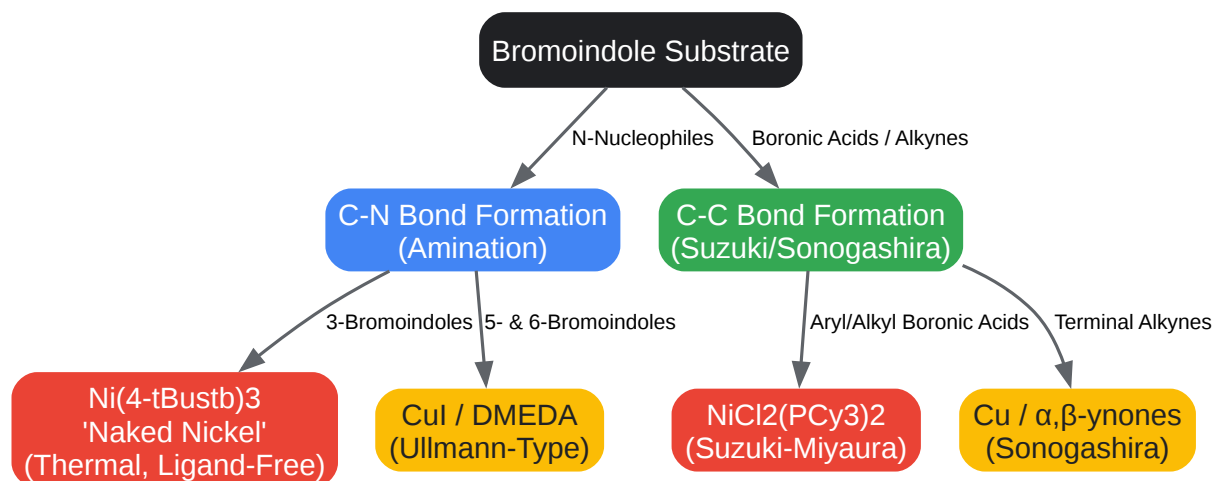 Bromoindole Substrate
N-Nucleophiles
Boronic Acids / Alkynes
C-N Bond Formation
(Amination)
C-C Bond Formation
(Suzuki/Sonogashira)
3-Bromoindoles
5- & 6-Bromoindoles
Aryl/Alkyl Boronic Acids
Terminal Alkynes
Ni(4-tBustb)3
'Naked Nickel'
(Thermal, Ligand-Free)
CuI / DMEDA
(Ullmann-Type)
NiCl2(PCy3)2
(Suzuki-Miyaura)
Cu / α,β-ynones
(Sonogashira)